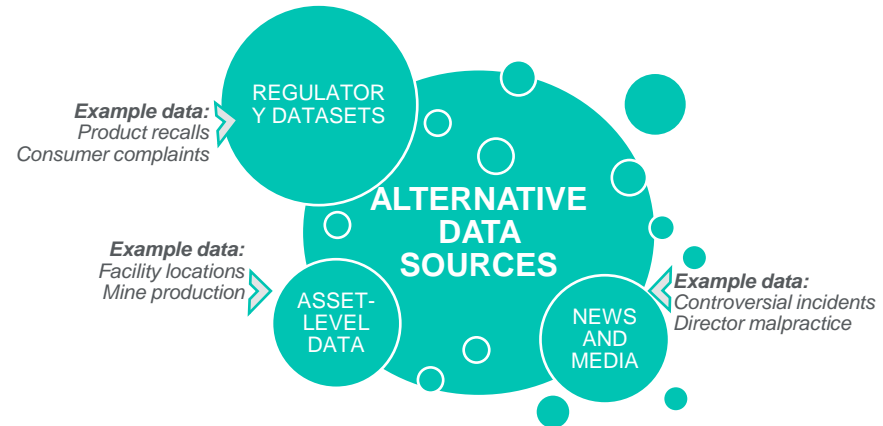 REGULATOR
Y DATASETS
Example data:
Product recalls
Consumer complaints
ALTERNATIVE
DATA
SOURCES
Example data:
Facility locations
Mine production
ASSET-
LEVEL
DATA
Example data:
Controversial incidents
Director malpractice
NEWS
AND
MEDIA